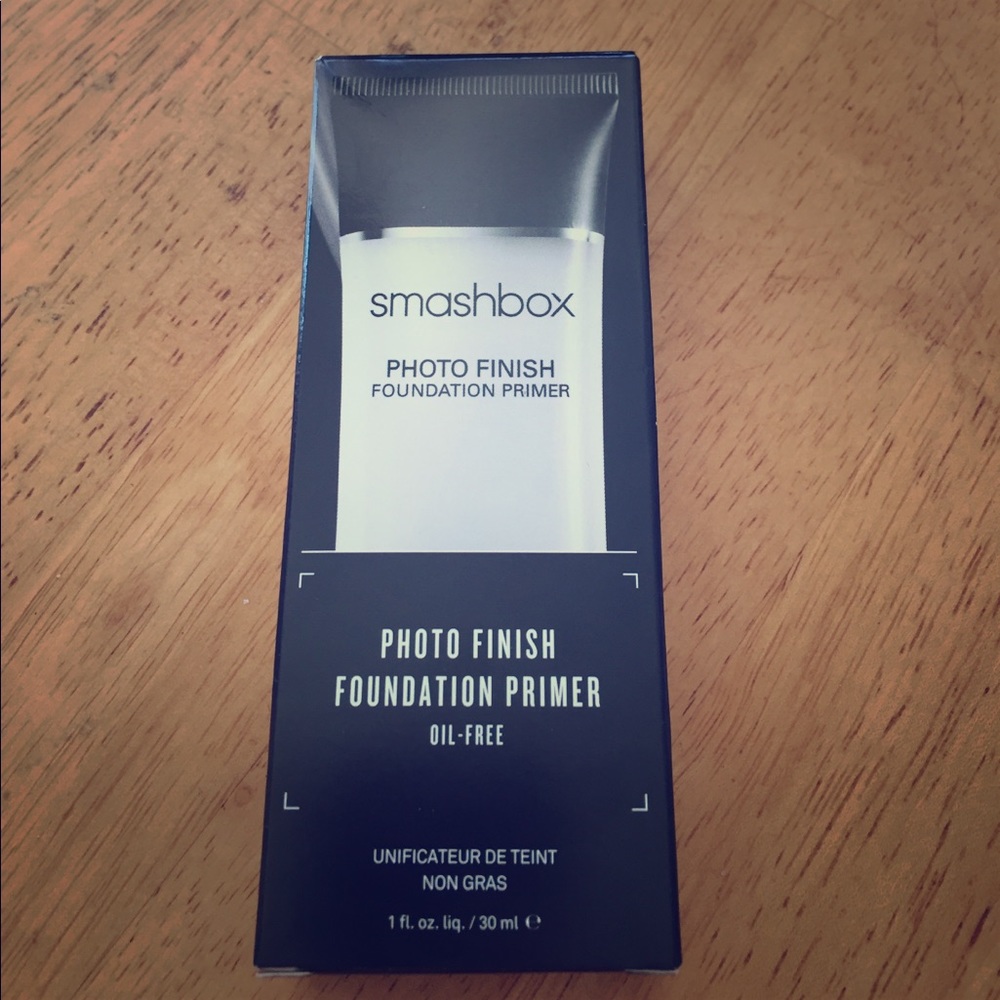 smashbox
PHOTO FINISH
FOUNDATION PRIMER
PHOTO FINISH
FOUNDATION PRIMER
OIL-FREE
UNIFICATEUR DE TEINT
NON GRAS
1 fl. oz. liq. / 30 ml ℮